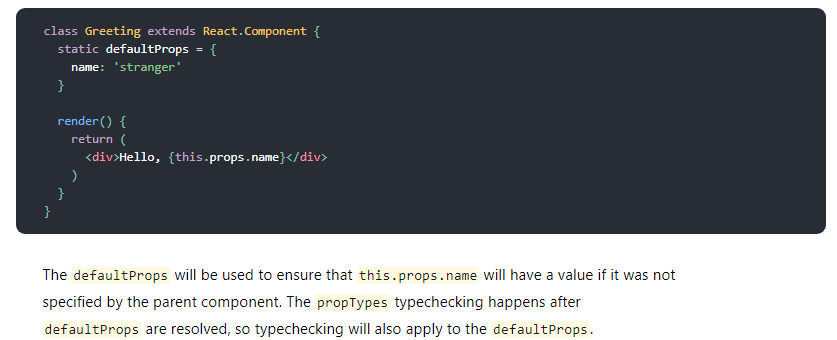 class Greeting extends React.Component {
  static defaultProps = {
    name: 'stranger'
  }

  render() {
    return (
      <div>Hello, {this.props.name}</div>
    )
  }
}

The defaultProps will be used to ensure that this.props.name will have a value if it was not
specified by the parent component. The propTypes typechecking happens after
defaultProps are resolved, so typechecking will also apply to the defaultProps.